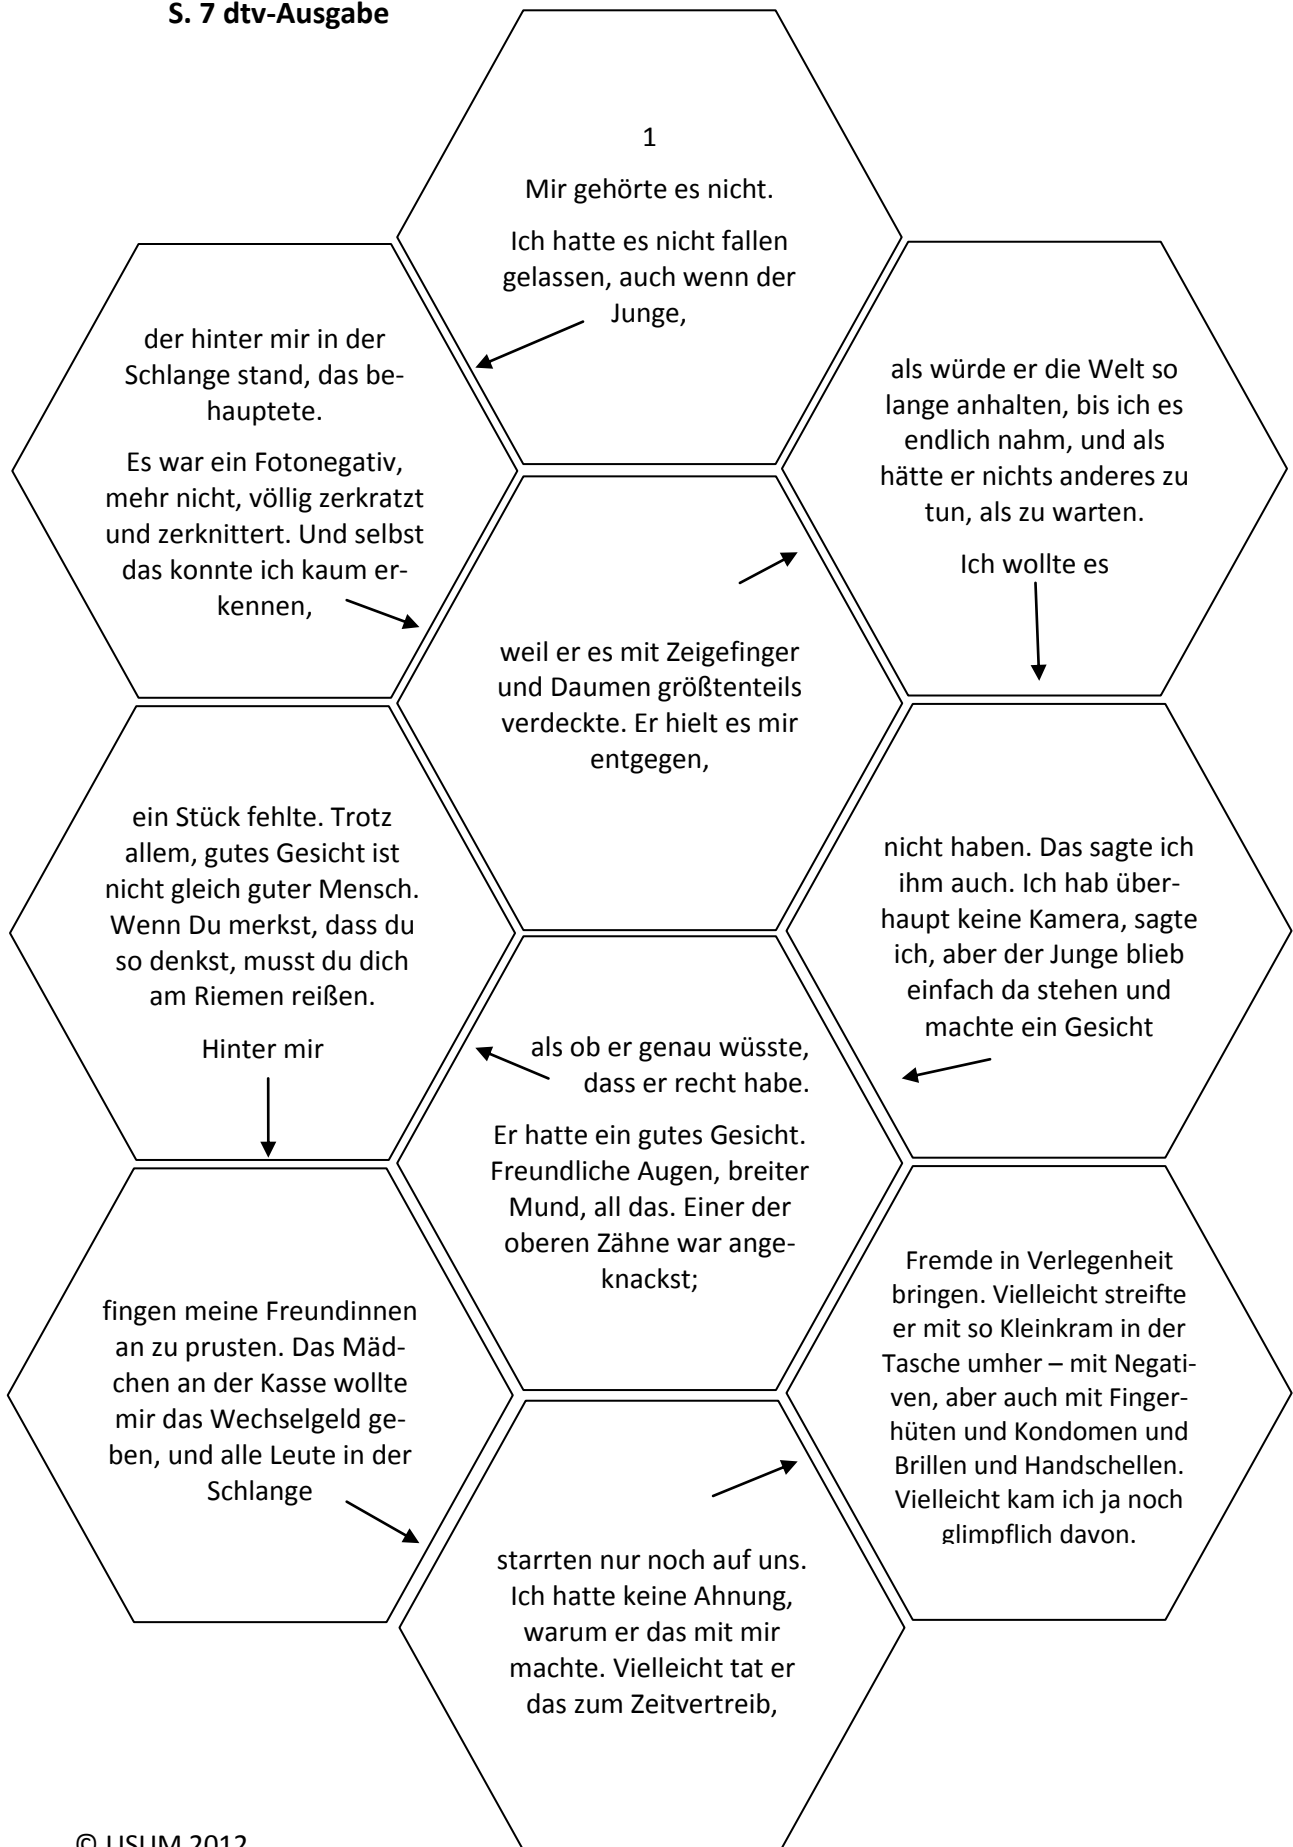 S. 7 dtv-Ausgabe
1
Mir gehörte es nicht.
Ich hatte es nicht fallen
gelassen, auch wenn der
Junge,
der hinter mir in der
Schlange stand, das be-
hauptete.
Es war ein Fotonegativ,
mehr nicht, völlig zerkratzt
und zerknittert. Und selbst
das konnte ich kaum er-
kennen,
weil er es mit Zeigefinger
und Daumen größtenteils
verdeckte. Er hielt es mir
entgegen,
als würde er die Welt so
lange anhalten, bis ich es
endlich nahm, und als
hätte er nichts anderes zu
tun, als zu warten.
Ich wollte es
nicht haben. Das sagte ich
ihm auch. Ich hab über-
haupt keine Kamera, sagte
ich, aber der Junge blieb
einfach da stehen und
machte ein Gesicht
als ob er genau wüsste,
dass er recht habe.
Er hatte ein gutes Gesicht.
Freundliche Augen, breiter
Mund, all das. Einer der
oberen Zähne war ange-
knackst;
ein Stück fehlte. Trotz
allem, gutes Gesicht ist
nicht gleich guter Mensch.
Wenn Du merkst, dass du
so denkst, musst du dich
am Riemen reißen.
Hinter mir
fingen meine Freundinnen
an zu prusten. Das Mäd-
chen an der Kasse wollte
mir das Wechselgeld ge-
ben, und alle Leute in der
Schlange
starrten nur noch auf uns.
Ich hatte keine Ahnung,
warum er das mit mir
machte. Vielleicht tat er
das zum Zeitvertreib,
Fremde in Verlegenheit
bringen. Vielleicht streifte
er mit so Kleinkram in der
Tasche umher – mit Negati-
ven, aber auch mit Finger-
hüten und Kondomen und
Brillen und Handschellen.
Vielleicht kam ich ja noch
glimpflich davon.
© LISUM 2012